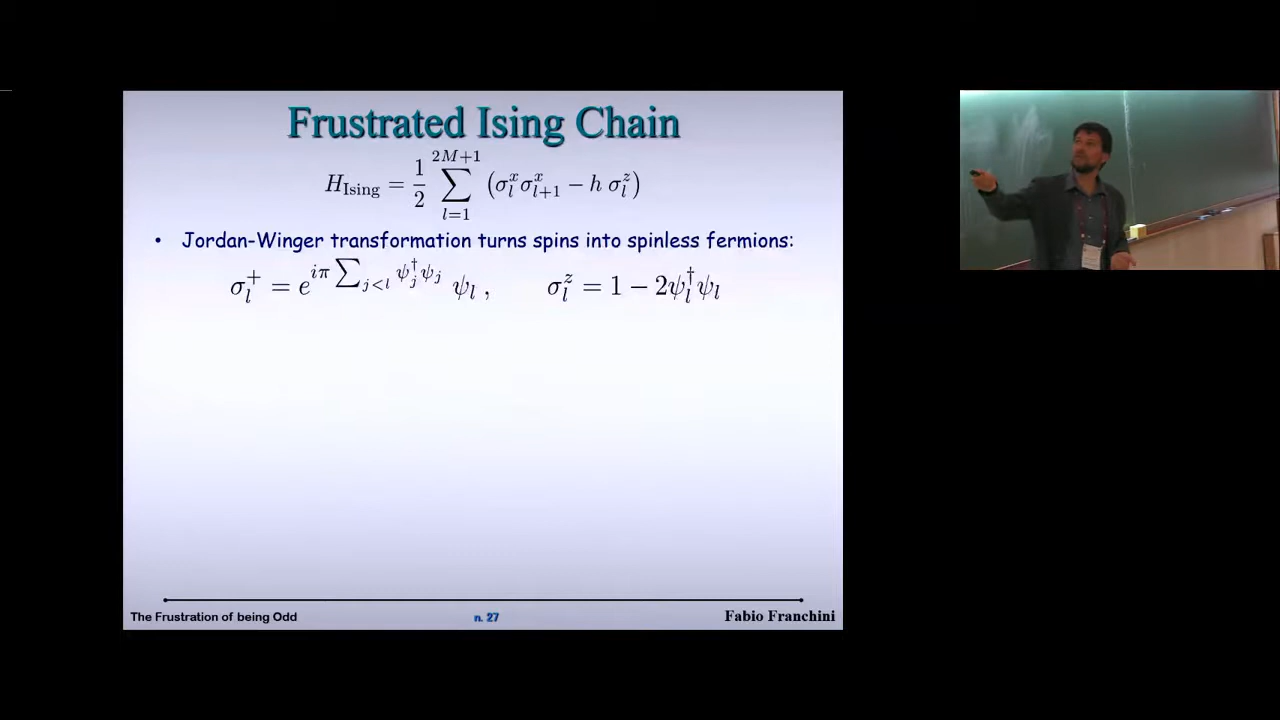 Frustrated Ising Chain
H_Ising = 1/2 ∑_{l=1}^{2M+1} (σ_l^x σ_{l+1}^x − h σ_l^z)
• Jordan-Winger transformation turns spins into spinless fermions:
σ_l^+ = e^{iπ ∑_{j<l} ψ_j^† ψ_j} ψ_l , σ_l^z = 1 − 2ψ_l^† ψ_l
The Frustration of being Odd n. 27 Fabio Franchini